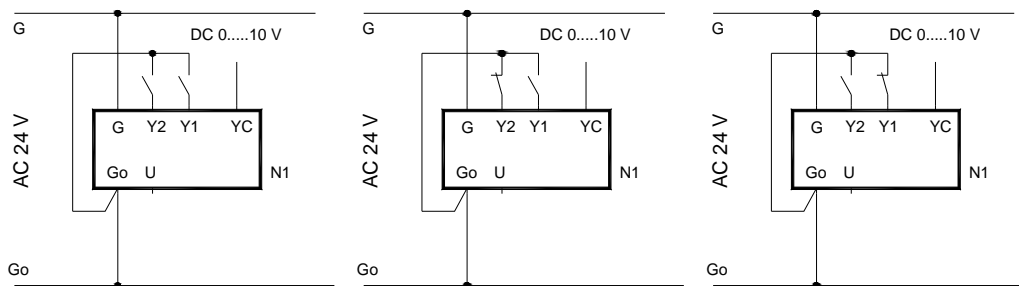 G DC 0.....10 V
G Y2 Y1 YC
AC 24 V
Go U N1
Go
G DC 0.....10 V
G Y2 Y1 YC
AC 24 V
Go U N1
Go
G DC 0.....10 V
G Y2 Y1 YC
AC 24 V
Go U N1
Go